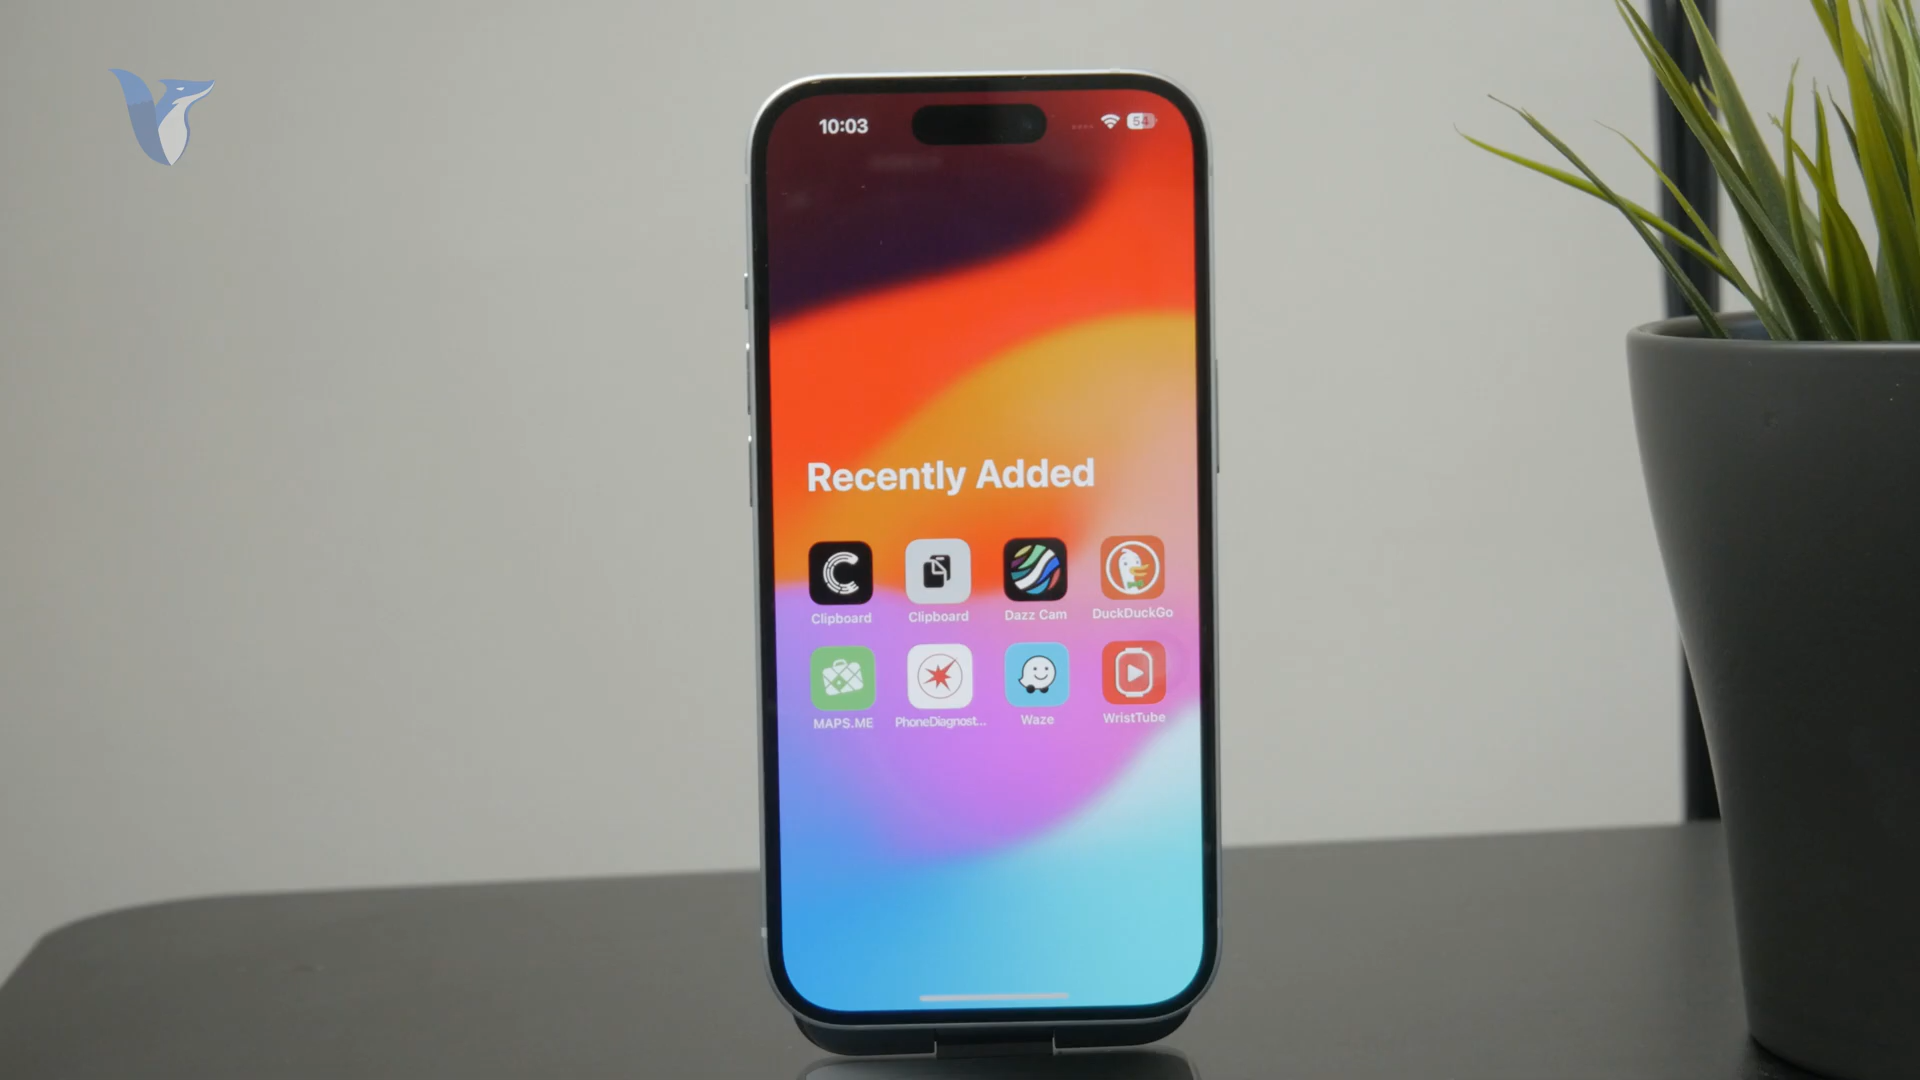 10:03
54
Recently Added
Clipboard
Clipboard
Dazz Cam
DuckDuckGo
MAPS.ME
PhoneDiagnost...
Waze
WristTube